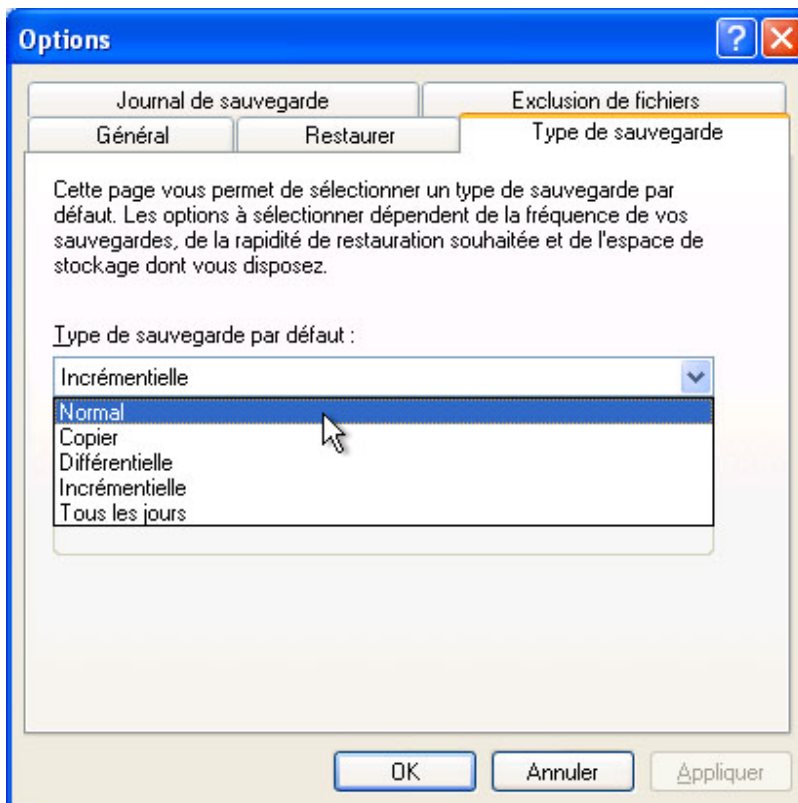 Options
Journal de sauvegarde Exclusion de fichiers
Général Restaurer Type de sauvegarde
Cette page vous permet de sélectionner un type de sauvegarde par
défaut. Les options à sélectionner dépendent de la fréquence de vos
sauvegardes, de la rapidité de restauration souhaitée et de l'espace de
stockage dont vous disposez.
Type de sauvegarde par défaut :
Incrémentielle
Normal
Copier
Différentielle
Incrémentielle
Tous les jours
OK Annuler Appliquer